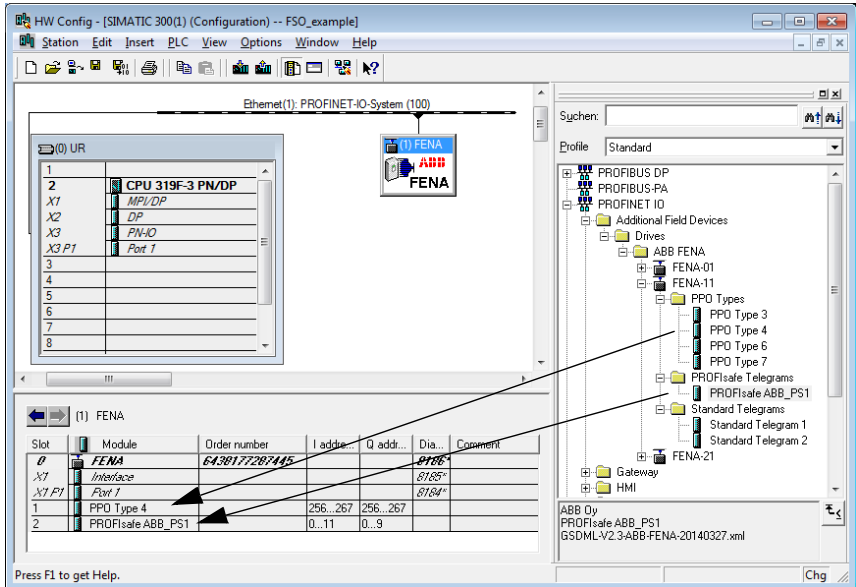 HW Config - [SIMATIC 300(1) (Configuration) -- FSO_example]
Station Edit Insert PLC View Options Window Help
Ethernet(1): PROFINET-IO-System (100)
(1) FENA
ABB
FENA
(0) UR
1
2 CPU 319F-3 PN/DP
X1 MPI/DP
X2 DP
X3 PN-IO
X3 P1 Port 1
3
4
5
6
7
8
Suchen:
Profile Standard
PROFIBUS DP
PROFIBUS-PA
PROFINET IO
Additional Field Devices
Drives
ABB FENA
FENA-01
FENA-11
PPO Types
PPO Type 3
PPO Type 4
PPO Type 6
PPO Type 7
PROFIsafe Telegrams
PROFIsafe ABB_PS1
Standard Telegrams
Standard Telegram 1
Standard Telegram 2
FENA-21
Gateway
HMI
(1) FENA
Slot Module Order number I addre... Q addr... Dia... Comment
0 FENA 6438177287445 8186*
X1 Interface 8185*
X1 P1 Port 1 8184*
1 PPO Type 4 256...267 256...267
2 PROFIsafe ABB_PS1 0...11 0...9
ABB Oy
PROFIsafe ABB_PS1
GSDML-V2.3-ABB-FENA-20140327.xml
Press F1 to get Help.
Chg